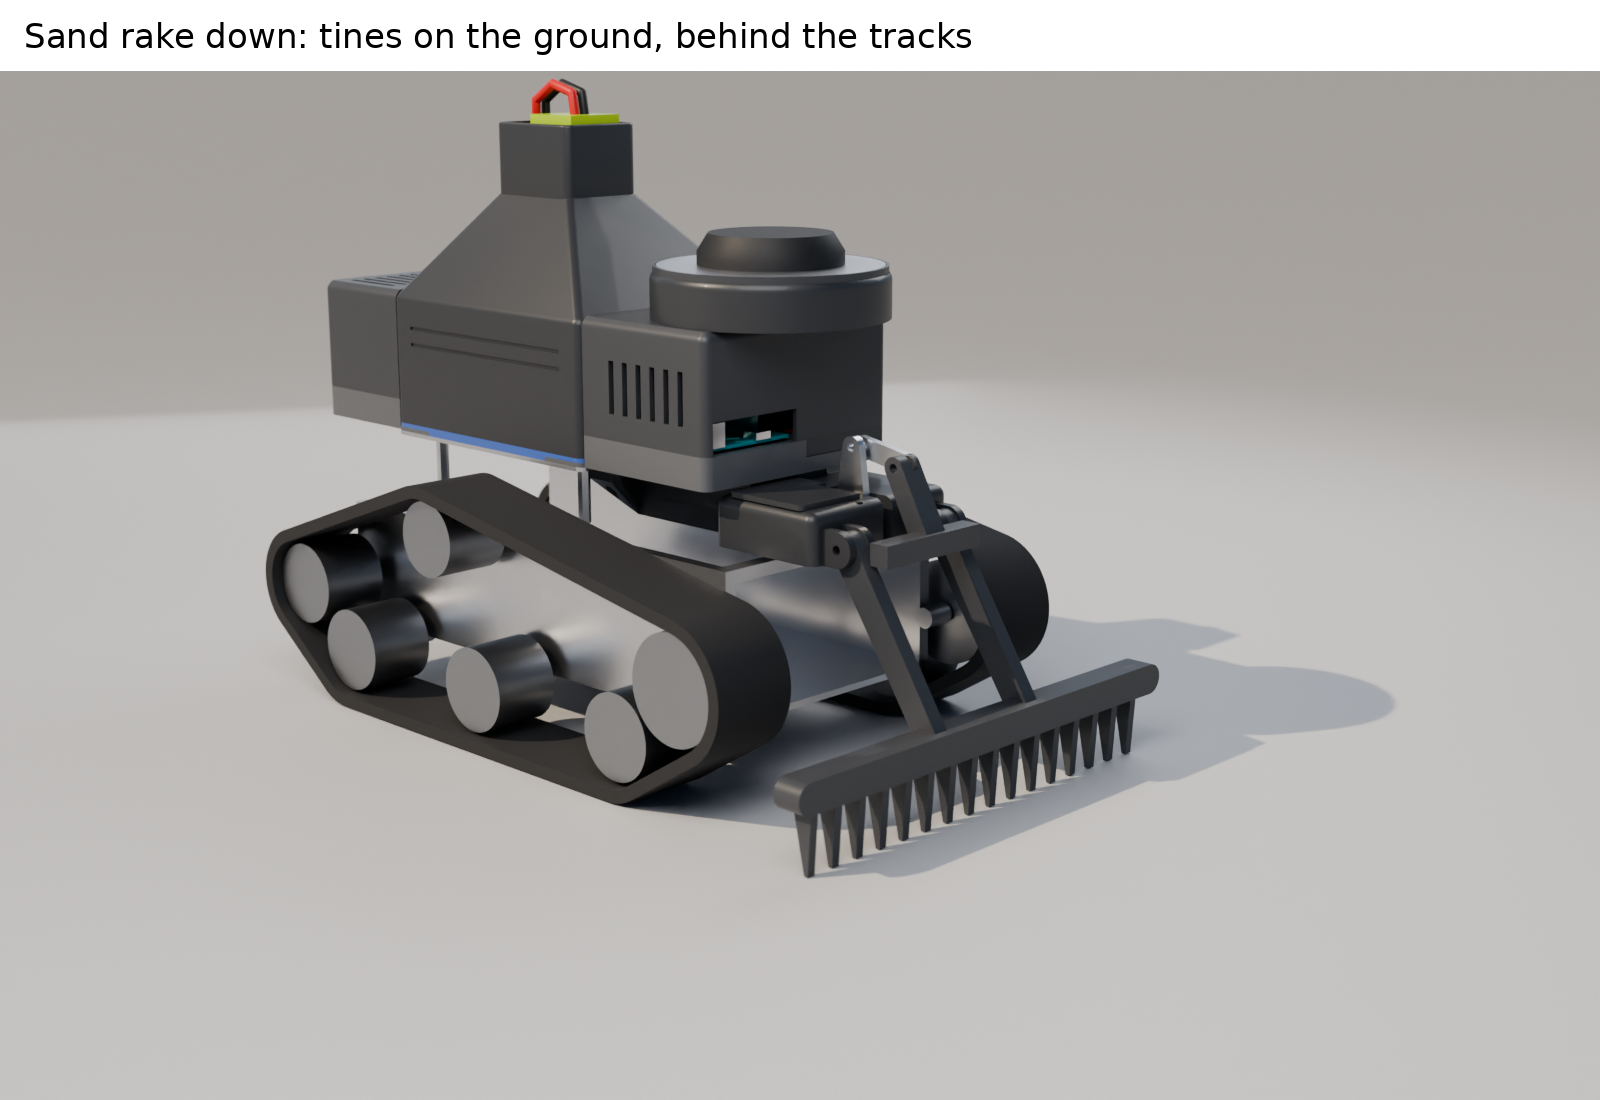 Sand rake down: tines on the ground, behind the tracks